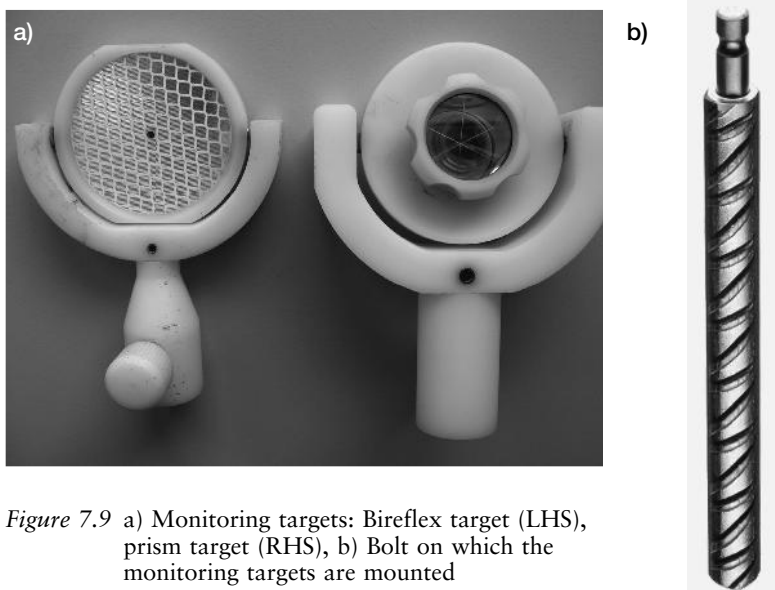 a)
b)
Figure 7.9 a) Monitoring targets: Bireflex target (LHS),
prism target (RHS), b) Bolt on which the
monitoring targets are mounted